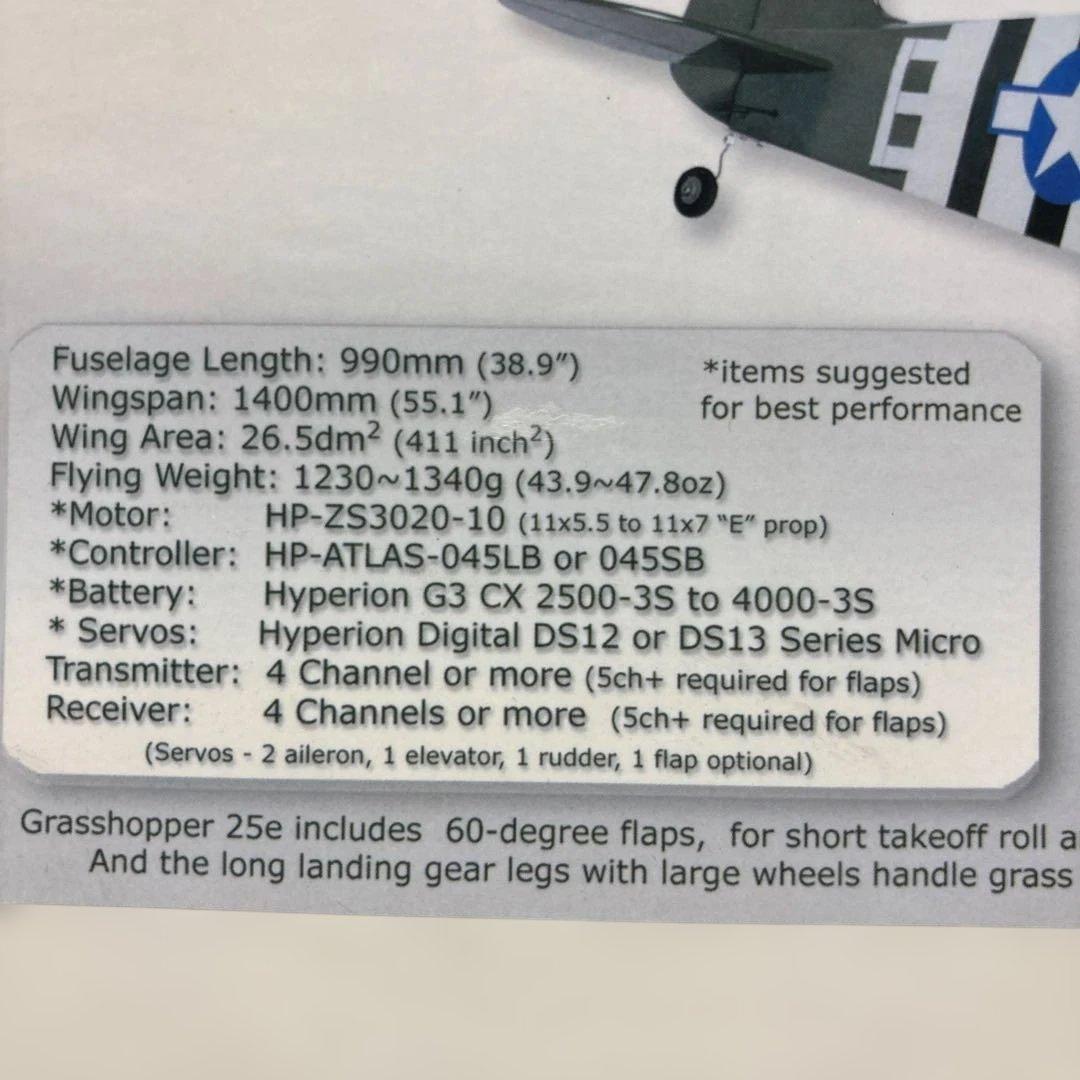 Fuselage Length: 990mm (38.9")
*items suggested
for best performance
Wingspan: 1400mm (55.1")
Wing Area: 26.5dm² (411 inch²)
Flying Weight: 1230~1340g (43.9~47.8oz)
*Motor: HP-ZS3020-10 (11x5.5 to 11x7 "E" prop)
*Controller: HP-ATLAS-045LB or 045SB
*Battery: Hyperion G3 CX 2500-3S to 4000-3S
* Servos: Hyperion Digital DS12 or DS13 Series Micro
Transmitter: 4 Channel or more (5ch+ required for flaps)
Receiver: 4 Channels or more (5ch+ required for flaps)
(Servos - 2 aileron, 1 elevator, 1 rudder, 1 flap optional)
Grasshopper 25e includes 60-degree flaps, for short takeoff roll
And the long landing gear legs with large wheels handle grass